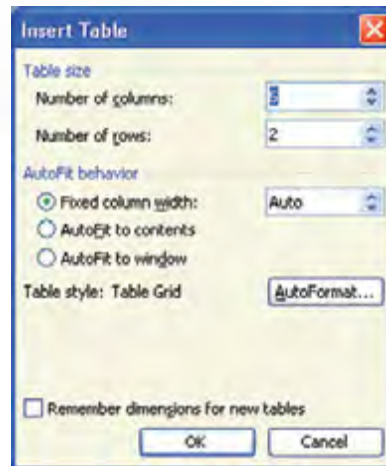 Insert Table
Table size
Number of columns:
Number of rows: 2
AutoFit behavior
Fixed column width: Auto
AutoFit to contents
AutoFit to window
Table style: Table Grid AutoFormat...
Remember dimensions for new tables
OK Cancel